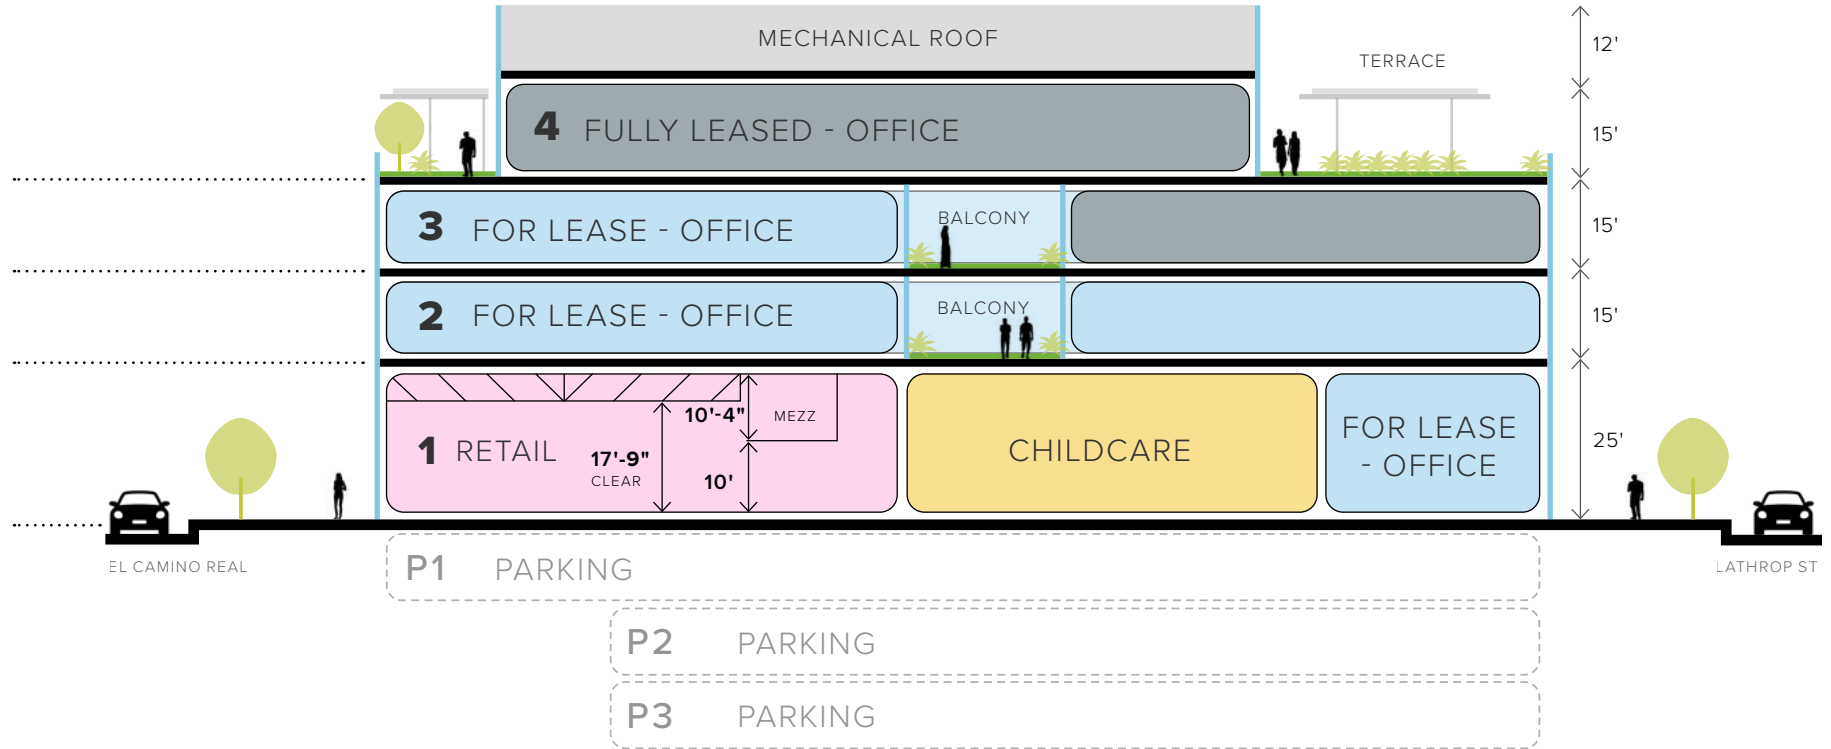 MECHANICAL ROOF
12'
TERRACE
4 FULLY LEASED - OFFICE
15'
3 FOR LEASE - OFFICE
BALCONY
15'
2 FOR LEASE - OFFICE
BALCONY
15'
1 RETAIL
17'-9"
CLEAR
10'-4"
MEZZ
10'
CHILDCARE
FOR LEASE
- OFFICE
25'
EL CAMINO REAL
LATHROP ST
P1 PARKING
P2 PARKING
P3 PARKING